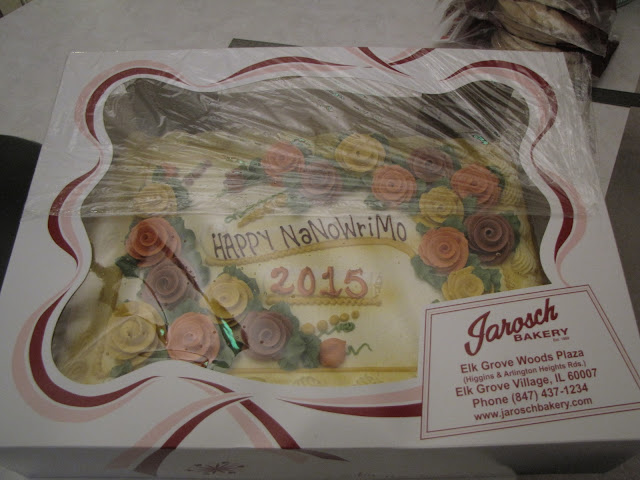 HAPPY NaNoWriMo
2015
Jarosch
BAKERY
Elk Grove Woods Plaza
(Higgins & Arlington Heights Rds.)
Elk Grove Village, IL 60007
Phone (847) 437-1234
www.jaroschbakery.com